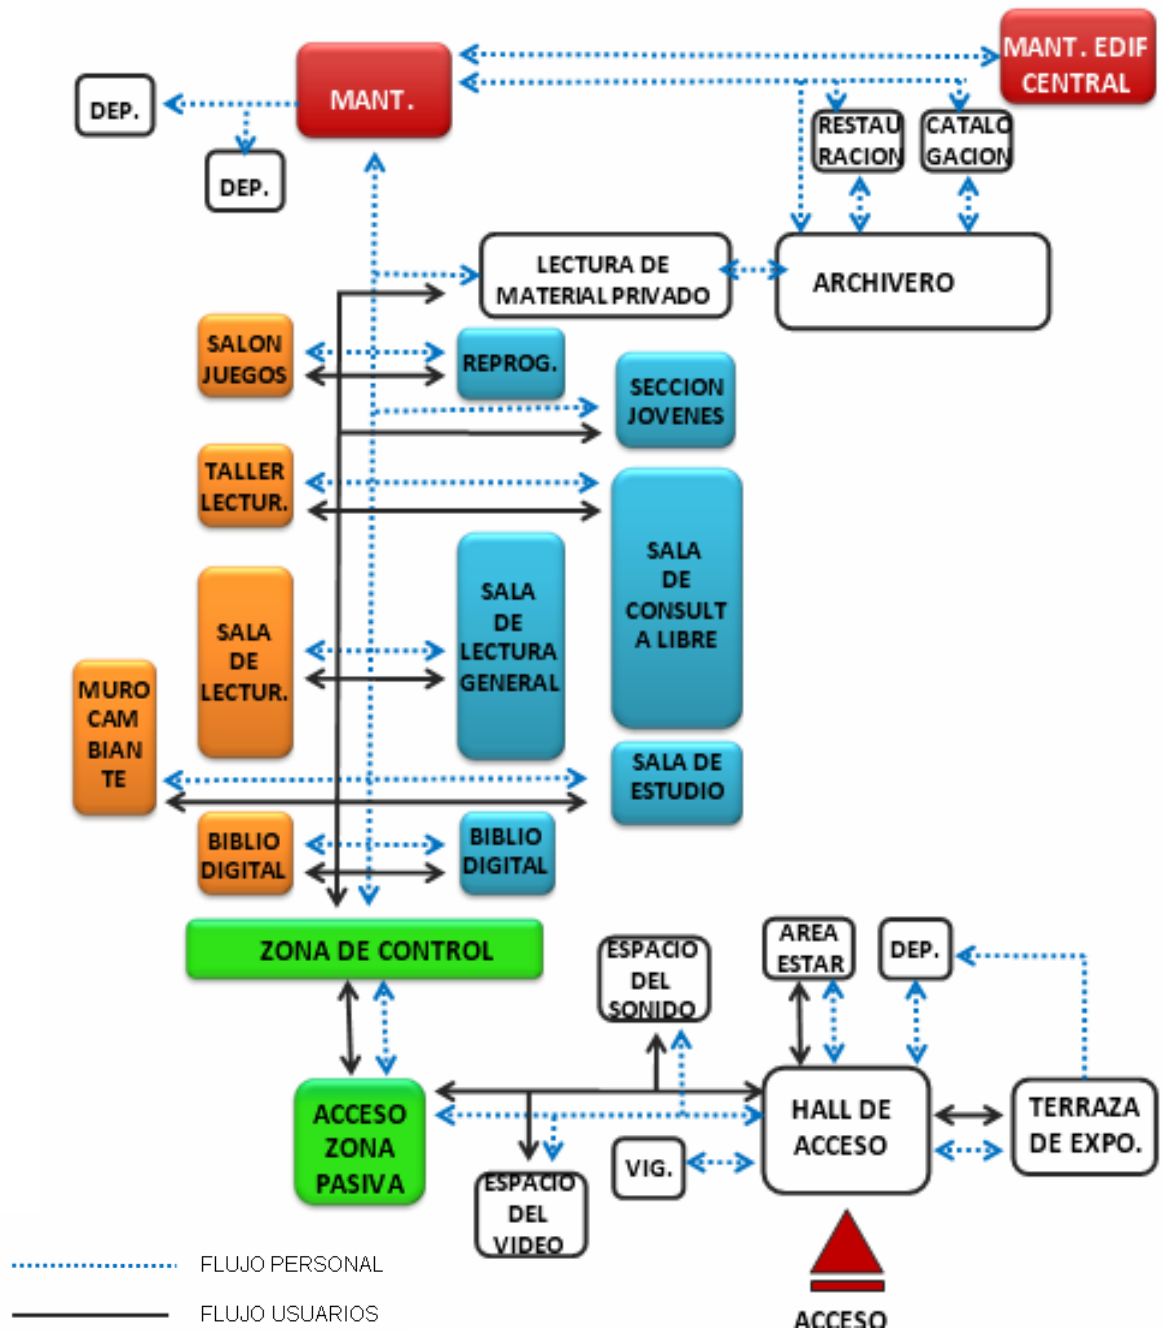 MANT. EDIF
CENTRAL
MANT.
DEP.
DEP.
RESTAU
RACION
CATALO
GACION
LECTURA DE
MATERIAL PRIVADO
ARCHIVERO
SALON
JUEGOS
REPROG.
SECCION
JOVENES
TALLER
LECTUR.
SALA
DE
CONSULT
A LIBRE
SALA
DE
LECTUR.
SALA
DE
LECTURA
GENERAL
MURO
CAM
BIAN
TE
SALA DE
ESTUDIO
BIBLIO
DIGITAL
BIBLIO
DIGITAL
ZONA DE CONTROL
ESPACIO
DEL
SONIDO
AREA
ESTAR
DEP.
ACCESO
ZONA
PASIVA
HALL DE
ACCESO
TERRAZA
DE EXPO.
VIG.
ESPACIO
DEL
VIDEO
FLUJO PERSONAL
FLUJO USUARIOS
ACCESO